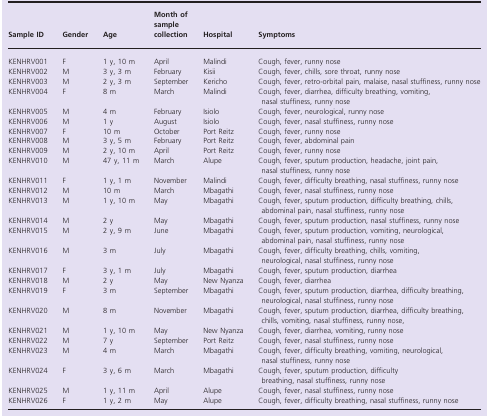 Month of
sample
Sample ID Gender Age collection Hospital Symptoms
KENHRV001 F 1 y, 10 m April Malindi Cough, fever, runny nose
KENHRV002 M 3 y, 3 m February Kisii Cough, fever, chills, sore throat, runny nose
KENHRV003 M 2 y, 3 m September Kericho Cough, fever, retro-orbital pain, malaise, nasal stuffiness, runny nose
KENHRV004 F 8 m March Malindi Cough, fever, diarrhea, difficulty breathing, vomiting,
nasal stuffiness, runny nose
KENHRV005 M 4 m February Isiolo Cough, fever, neurological, runny nose
KENHRV006 M 1 y August Isiolo Cough, fever, nasal stuffiness, runny nose
KENHRV007 F 10 m October Port Reitz Cough, fever, runny nose
KENHRV008 M 3 y, 5 m February Port Reitz Cough, fever, abdominal pain
KENHRV009 M 2 y, 10 m April Port Reitz Cough, fever, runny nose
KENHRV010 M 47 y, 11 m March Alupe Cough, fever, sputum production, headache, joint pain,
nasal stuffiness, runny nose
KENHRV011 F 1 y, 1 m November Malindi Cough, fever, difficulty breathing, nasal stuffiness, runny nose
KENHRV012 M 10 m March Mbagathi Cough, fever, nasal stuffiness, runny nose
KENHRV013 M 1 y, 10 m May Mbagathi Cough, fever, sputum production, difficulty breathing, chills,
abdominal pain, nasal stuffiness, runny nose
KENHRV014 M 2 y May Mbagathi Cough, fever, sputum production, nasal stuffiness, runny nose
KENHRV015 M 2 y, 9 m June Mbagathi Cough, fever, sputum production, vomiting, neurological,
abdominal pain, nasal stuffiness, runny nose
KENHRV016 M 3 m July Mbagathi Cough, fever, difficulty breathing, chills, vomiting,
neurological, nasal stuffiness, runny nose
KENHRV017 F 3 y, 1 m July Mbagathi Cough, fever, sputum production, diarrhea
KENHRV018 M 2 y May New Nyanza Cough, fever, diarrhea
KENHRV019 F 3 m September Mbagathi Cough, fever, sputum production, diarrhea, difficulty breathing,
neurological, nasal stuffiness, runny nose
KENHRV020 M 8 m November Mbagathi Cough, fever, sputum production, diarrhea, difficulty breathing,
chills, vomiting, nasal stuffiness, runny nose,
KENHRV021 M 1 y, 10 m May New Nyanza Cough, fever, diarrhea, vomiting, runny nose
KENHRV022 M 7 y September Port Reitz Cough, fever, nasal stuffiness, runny nose
KENHRV023 M 4 m March Mbagathi Cough, fever, difficulty breathing, vomiting, neurological,
nasal stuffiness, runny nose
KENHRV024 F 3 y, 6 m March Mbagathi Cough, fever, sputum production, difficulty
breathing, nasal stuffiness, runny nose
KENHRV025 M 1 y, 11 m April Alupe Cough, fever, nasal stuffiness, runny nose
KENHRV026 F 1 y, 2 m May Alupe Cough, fever, difficulty breathing, nasal stuffiness, runny nose